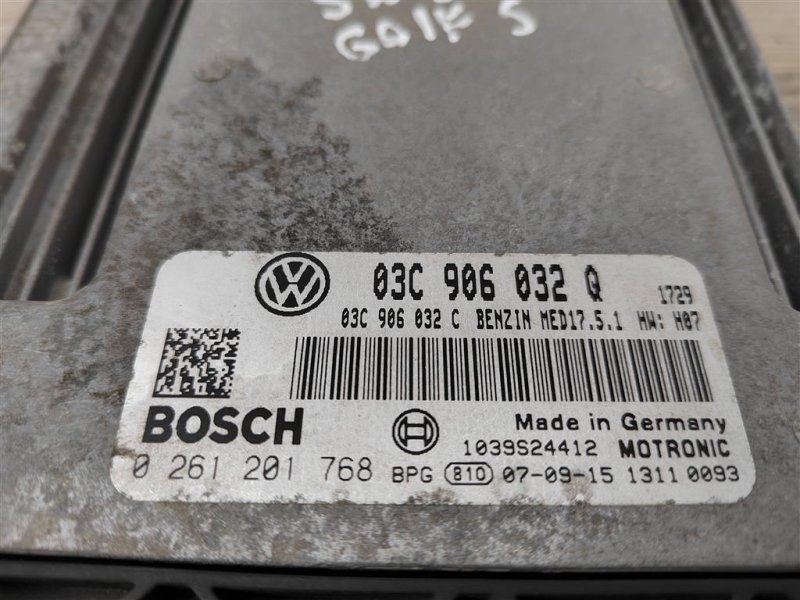 GOlF 5
03C 906 032 Q 1729
03C 906 032 C BENZIN MED17.5.1 HW: H07
BOSCH
Made in Germany
1039S24412 MOTRONIC
0 261 201 768 BPG 810 07-09-15 1311 0093